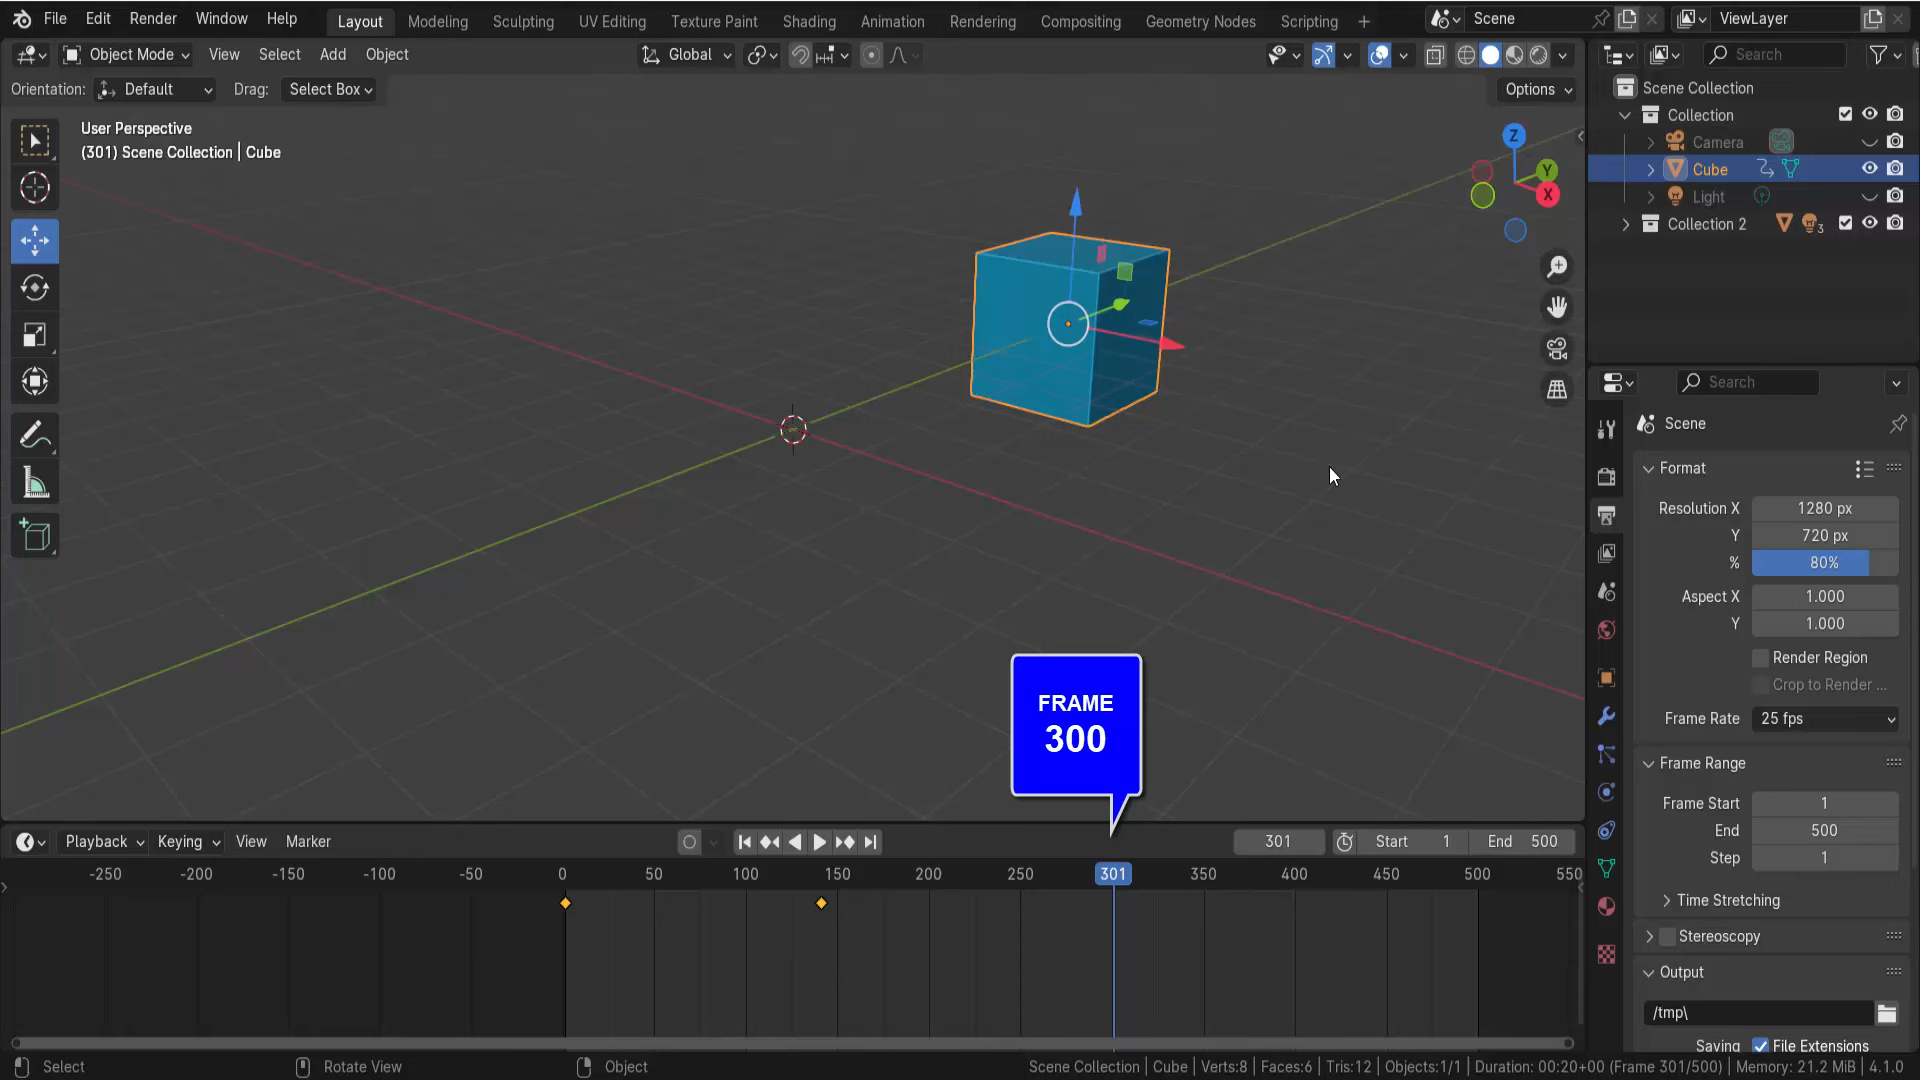 File Edit Render Window Help Layout Modeling Sculpting UV Editing Texture Paint Shading Animation Rendering Compositing Geometry Nodes Scripting + Scene ViewLayer
Object Mode View Select Add Object Global Search
Orientation: Default Drag: Select Box Options
User Perspective
(301) Scene Collection | Cube
Z
Y
X
Scene Collection
Collection
Camera
Cube
Light
Collection 2 3
Search
Scene
Format
Resolution X 1280 px
Y 720 px
% 80%
Aspect X 1.000
Y 1.000
Render Region
Crop to Render ...
Frame Rate 25 fps
Frame Range
Frame Start 1
End 500
Step 1
Time Stretching
Stereoscopy
Output
/tmp\
Saving File Extensions
FRAME
300
Playback Keying View Marker 301 Start 1 End 500
-250 -200 -150 -100 -50 0 50 100 150 200 250 301 350 400 450 500 550
Select Rotate View Object Scene Collection | Cube | Verts:8 | Faces:6 | Tris:12 | Objects:1/1 | Duration: 00:20+00 (Frame 301/500) | Memory: 21.2 MiB | 4.1.0